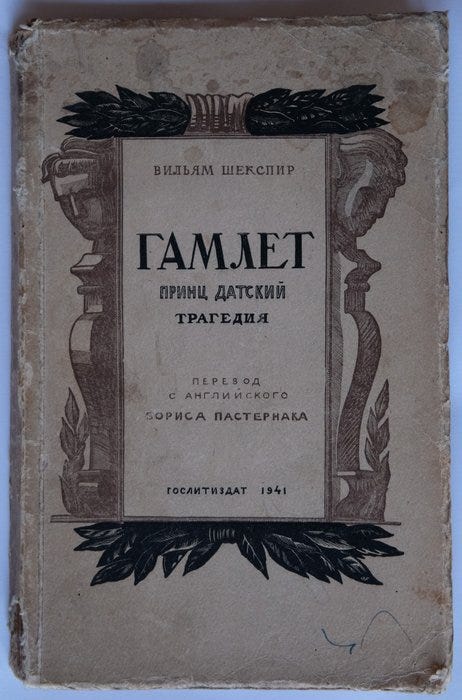 ВИЛЬЯМ ШЕКСПИР
ГАМЛЕТ
ПРИНЦ ДАТСКИЙ
ТРАГЕДИЯ
ПЕРЕВОД
С АНГЛИЙСКОГО
БОРИСА ПАСТЕРНАКА
ГОСЛИТИЗДАТ 1941